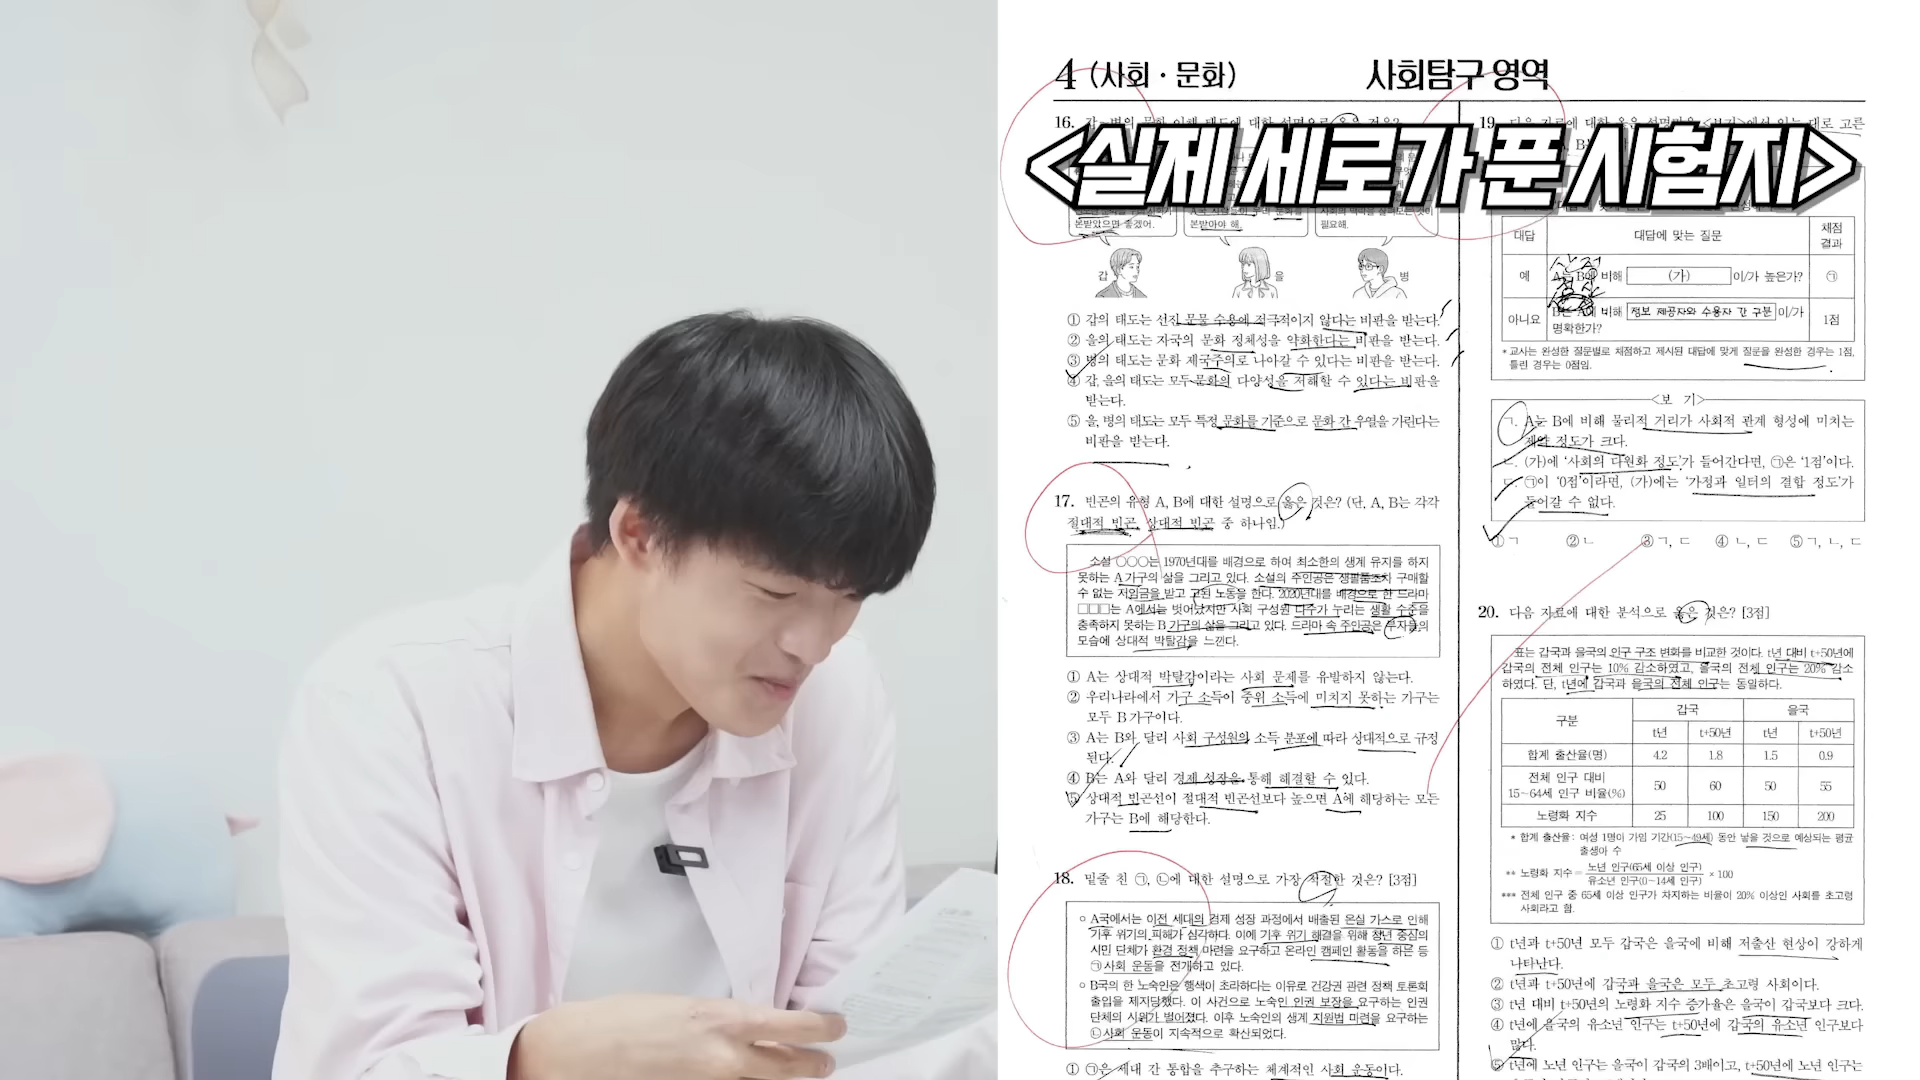 4 (사회·문화)
사회탐구 영역
<실제 세로가 푼 시험지>
16.
본받았으면 좋겠어.
본받아야 해.
필요해.
갑
을
병
① 갑의 태도는 선진 문물 수용에 적극적이지 않다는 비판을 받는다.
② 을의 태도는 자국의 문화 정체성을 약화한다는 비판을 받는다.
③ 병의 태도는 문화 제국주의로 나아갈 수 있다는 비판을 받는다.
④ 갑, 을의 태도는 모두 문화의 다양성을 저해할 수 있다는 비판을
받는다.
⑤ 을, 병의 태도는 모두 특정 문화를 기준으로 문화 간 우열을 가린다는
비판을 받는다.
17. 빈곤의 유형 A, B에 대한 설명으로 옳은 것은? (단, A, B는 각각
절대적 빈곤, 상대적 빈곤 중 하나임.)
소설 ○○○는 1970년대를 배경으로 하여 최소한의 생계 유지를 하지
못하는 A 가구의 삶을 그리고 있다. 소설의 주인공은 생필품조차 구매할
수 없는 저임금을 받고 고된 노동을 한다. 2020년대를 배경으로 한 드라마
□□□는 A에서는 벗어났지만 사회 구성원 다수가 누리는 생활 수준을
충족하지 못하는 B 가구의 삶을 그리고 있다. 드라마 속 주인공은 부자들의
모습에 상대적 박탈감을 느낀다.
① A는 상대적 박탈감이라는 사회 문제를 유발하지 않는다.
② 우리나라에서 가구 소득이 중위 소득에 미치지 못하는 가구는
모두 B 가구이다.
③ A는 B와 달리 사회 구성원의 소득 분포에 따라 상대적으로 규정
된다.
④ B는 A와 달리 경제 성장을 통해 해결할 수 있다.
⑤ 상대적 빈곤선이 절대적 빈곤선보다 높으면 A에 해당하는 모든
가구는 B에 해당한다.
18. 밑줄 친 ㉠, ㉡에 대한 설명으로 가장 적절한 것은? [3점]
○ A국에서는 이전 세대의 경제 성장 과정에서 배출된 온실 가스로 인해
기후 위기의 피해가 심각하다. 이에 기후 위기 해결을 위해 청년 중심의
시민 단체가 환경 정책 마련을 요구하고 온라인 캠페인 활동을 하는 등
㉠사회 운동을 전개하고 있다.
○ B국의 한 노숙인을 행색이 초라하다는 이유로 건강권 관련 정책 토론회
출입을 제지당했다. 이 사건으로 노숙인 인권 보장을 요구하는 인권
단체의 시위가 벌어졌다. 이후 노숙인의 생계 지원법 마련을 요구하는
㉡사회 운동이 지속적으로 확산되었다.
① ㉠은 세대 간 통합을 추구하는 체계적인 사회 운동이다.
19.
대로 고른
대답
대답에 맞는 질문
채점
결과
예
A는 B에 비해 (가) 이/가 높은가?
㉠
아니요
B는 A에 비해 정보 제공자와 수용자 간 구분 이/가
명확한가?
1점
* 교사는 완성한 질문별로 채점하고 제시된 대답에 맞게 질문을 완성한 경우는 1점,
틀린 경우는 0점임.
<보 기>
ㄱ. A는 B에 비해 물리적 거리가 사회적 관계 형성에 미치는
제약 정도가 크다.
ㄴ. (가)에 '사회의 다원화 정도'가 들어간다면, ㉠은 '1점'이다.
ㄷ. ㉠이 '0점'이라면, (가)에는 '가정과 일터의 결합 정도'가
들어갈 수 없다.
① ㄱ ② ㄴ ③ ㄱ, ㄷ ④ ㄴ, ㄷ ⑤ ㄱ, ㄴ, ㄷ
20. 다음 자료에 대한 분석으로 옳은 것은? [3점]
표는 갑국과 을국의 인구 구조 변화를 비교한 것이다. t년 대비 t+50년에
갑국의 전체 인구는 10% 감소하였고, 을국의 전체 인구는 20% 감소
하였다. 단, t년에 갑국과 을국의 전체 인구는 동일하다.
구분 갑국 을국
t년 t+50년 t년 t+50년
합계 출산율(명) 4.2 1.8 1.5 0.9
전체 인구 대비
15~64세 인구 비율(%) 50 60 50 55
노령화 지수 25 100 150 200
* 합계 출산율: 여성 1명이 가임 기간(15~49세) 동안 낳을 것으로 예상되는 평균
출생아 수
** 노령화 지수 = 노년 인구(65세 이상 인구) / 유소년 인구(0~14세 인구) × 100
*** 전체 인구 중 65세 이상 인구가 차지하는 비율이 20% 이상인 사회를 초고령
사회라고 함.
① t년과 t+50년 모두 갑국은 을국에 비해 저출산 현상이 강하게
나타난다.
② t년과 t+50년에 갑국과 을국은 모두 초고령 사회이다.
③ t년 대비 t+50년의 노령화 지수 증가율은 을국이 갑국보다 크다.
④ t년에 을국의 유소년 인구는 t+50년에 갑국의 유소년 인구보다
많다.
⑤ t년에 노년 인구는 을국이 갑국의 3배이고, t+50년에 노년 인구는